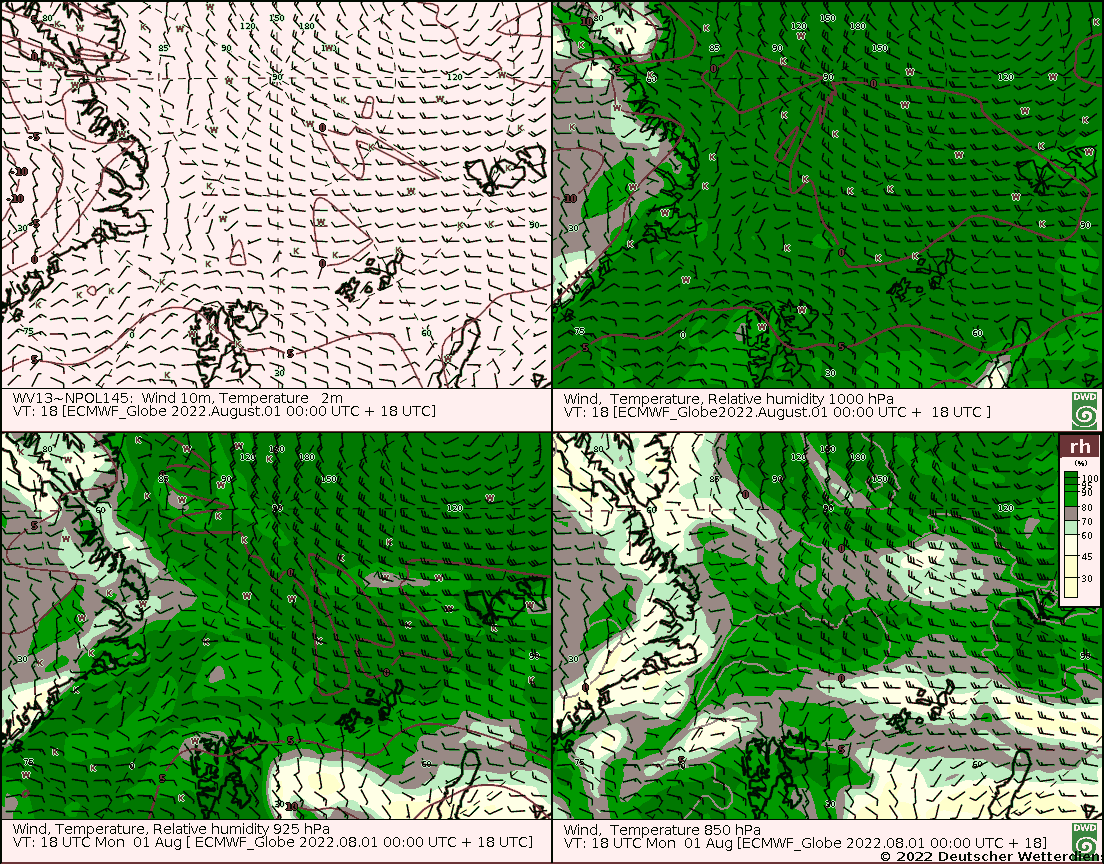 WV13~NPOL145: Wind 10m, Temperature 2m
VT: 18 [ECMWF_Globe 2022.August.01 00:00 UTC + 18 UTC]
Wind, Temperature, Relative humidity 1000 hPa
VT: 18 [ECMWF_Globe2022.August.01 00:00 UTC + 18 UTC ]
DWD
rh
(%)
100
95
90
80
70
60
45
30
Wind, Temperature, Relative humidity 925 hPa
VT: 18 UTC Mon 01 Aug [ ECMWF_Globe 2022.08.01 00:00 UTC + 18 UTC]
Wind, Temperature 850 hPa
VT: 18 UTC Mon 01 Aug [ECMWF_Globe 2022.08.01 00:00 UTC + 18]
DWD
© 2022 Deutscher Wetterdien